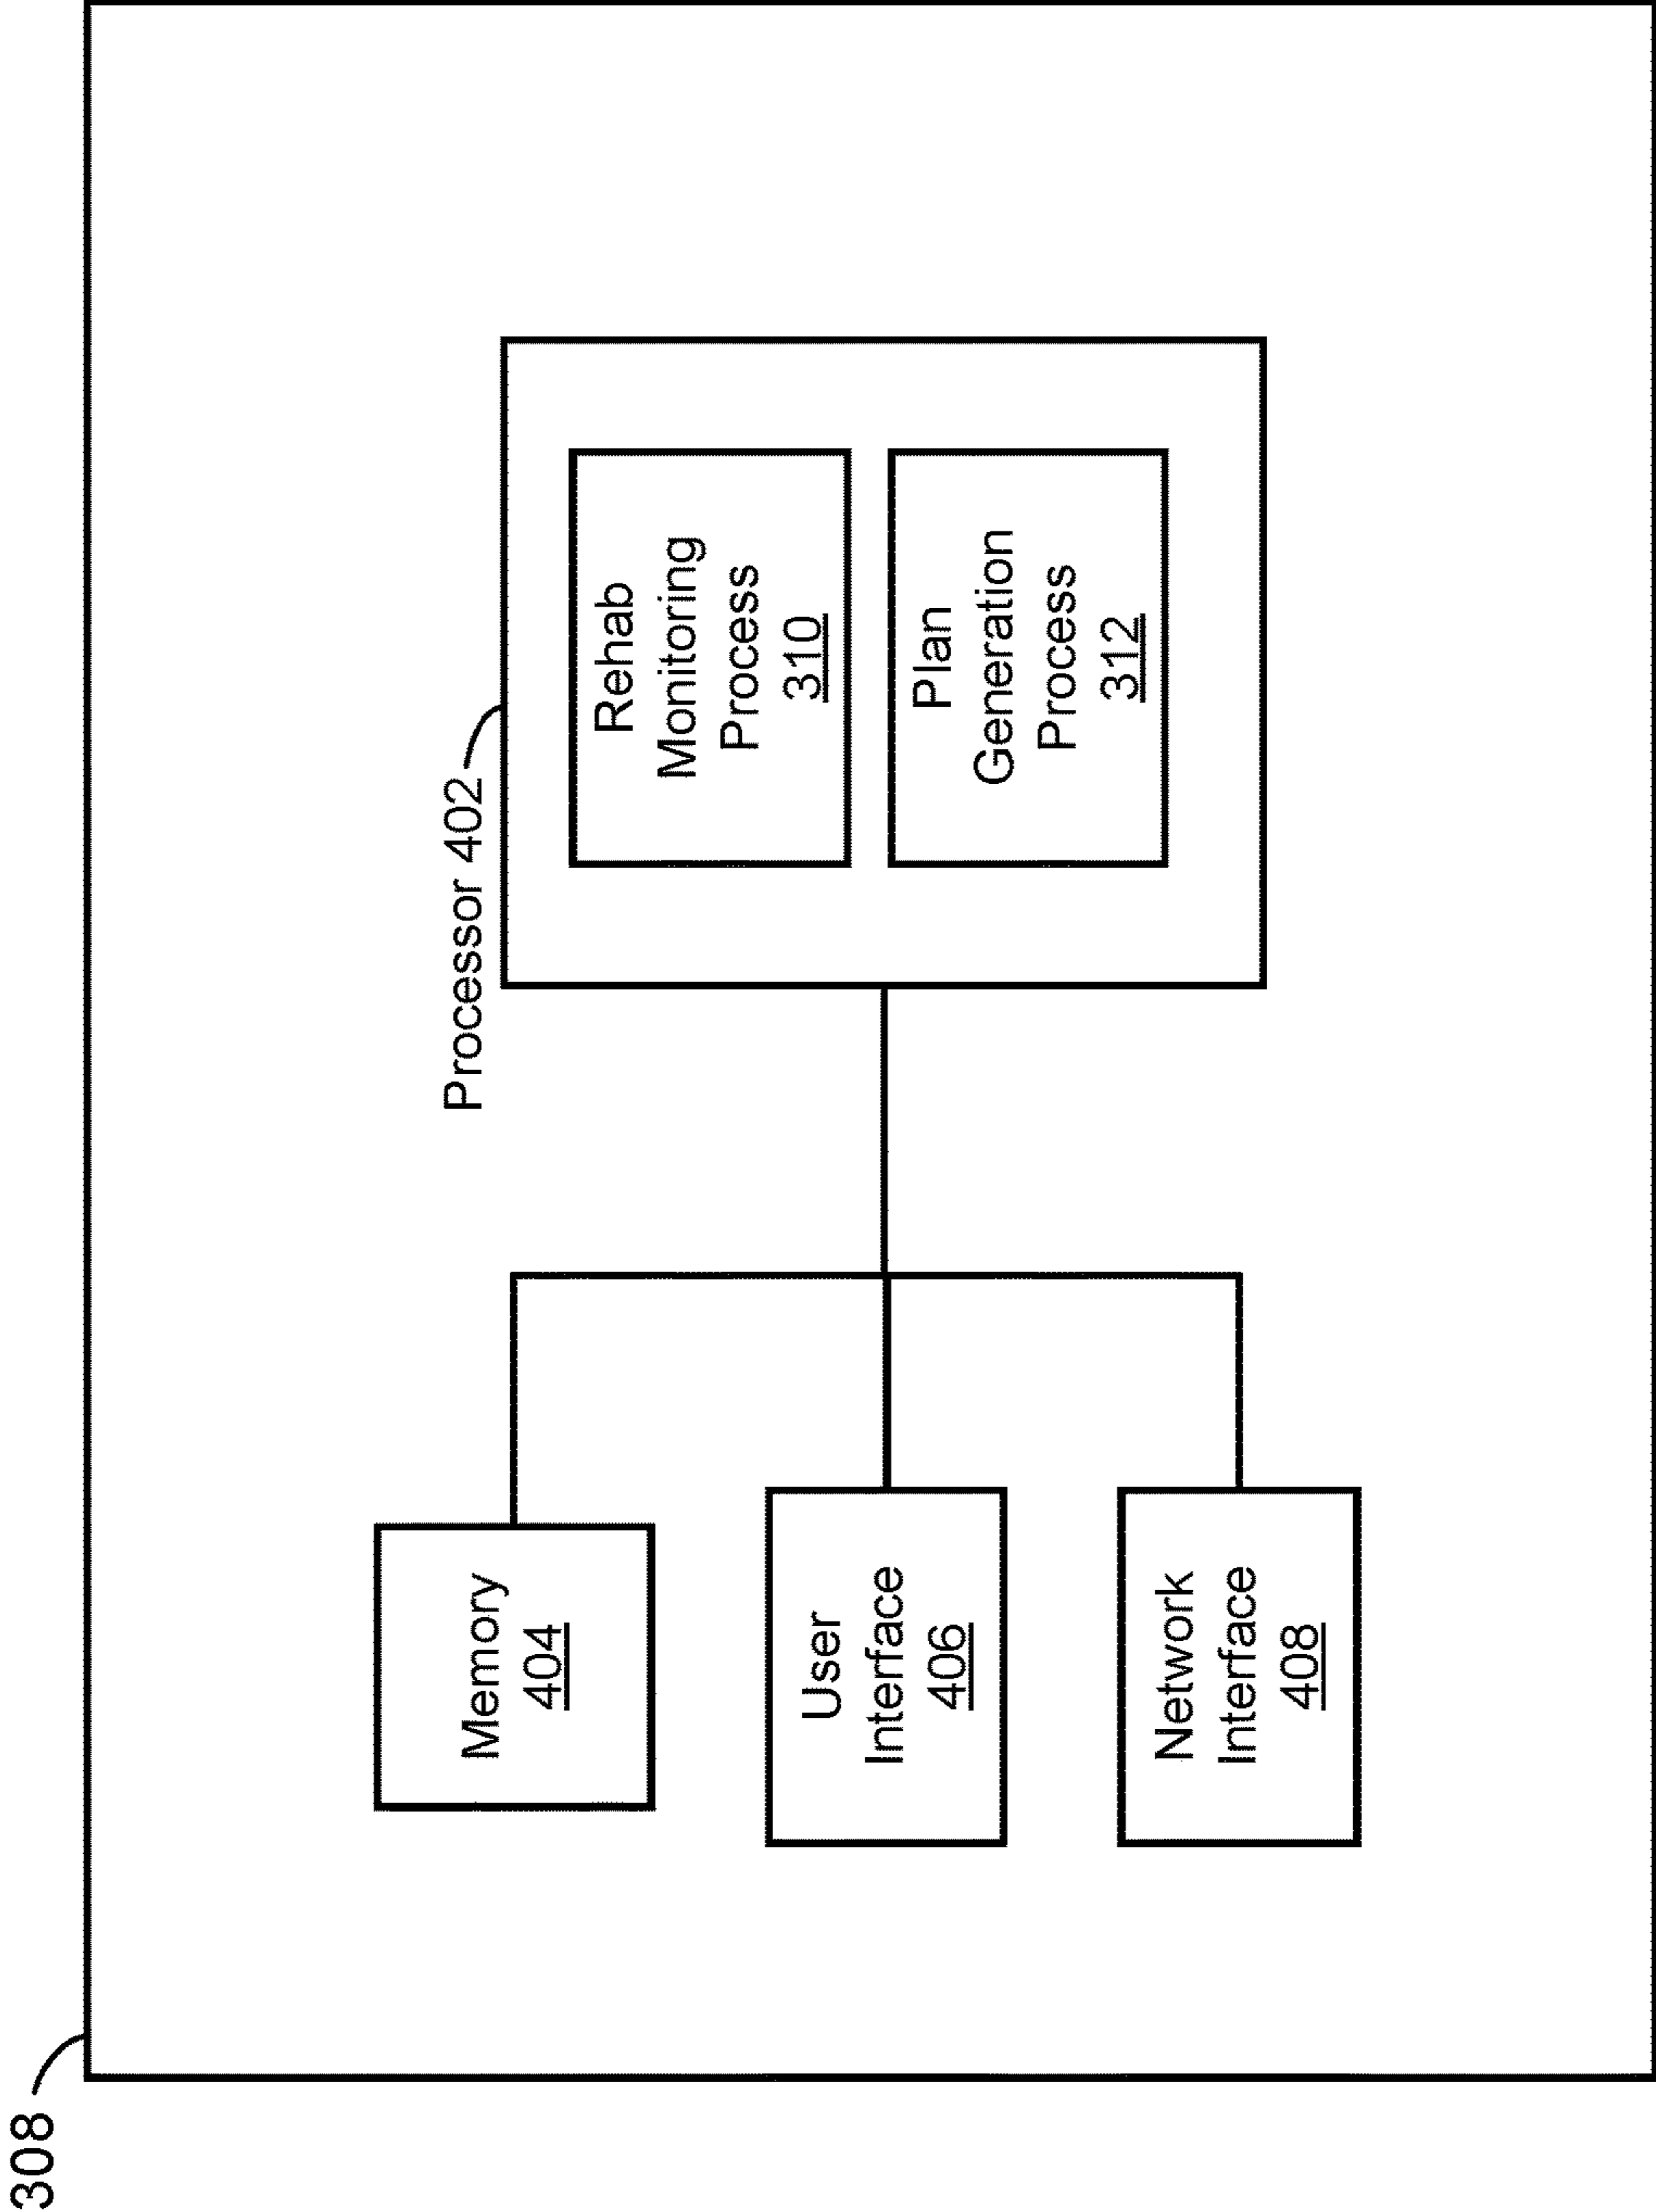 308
Processor 402
Memory
404
User
Interface
406
Network
Interface
408
Rehab
Monitoring
Process
310
Plan
Generation
Process
312